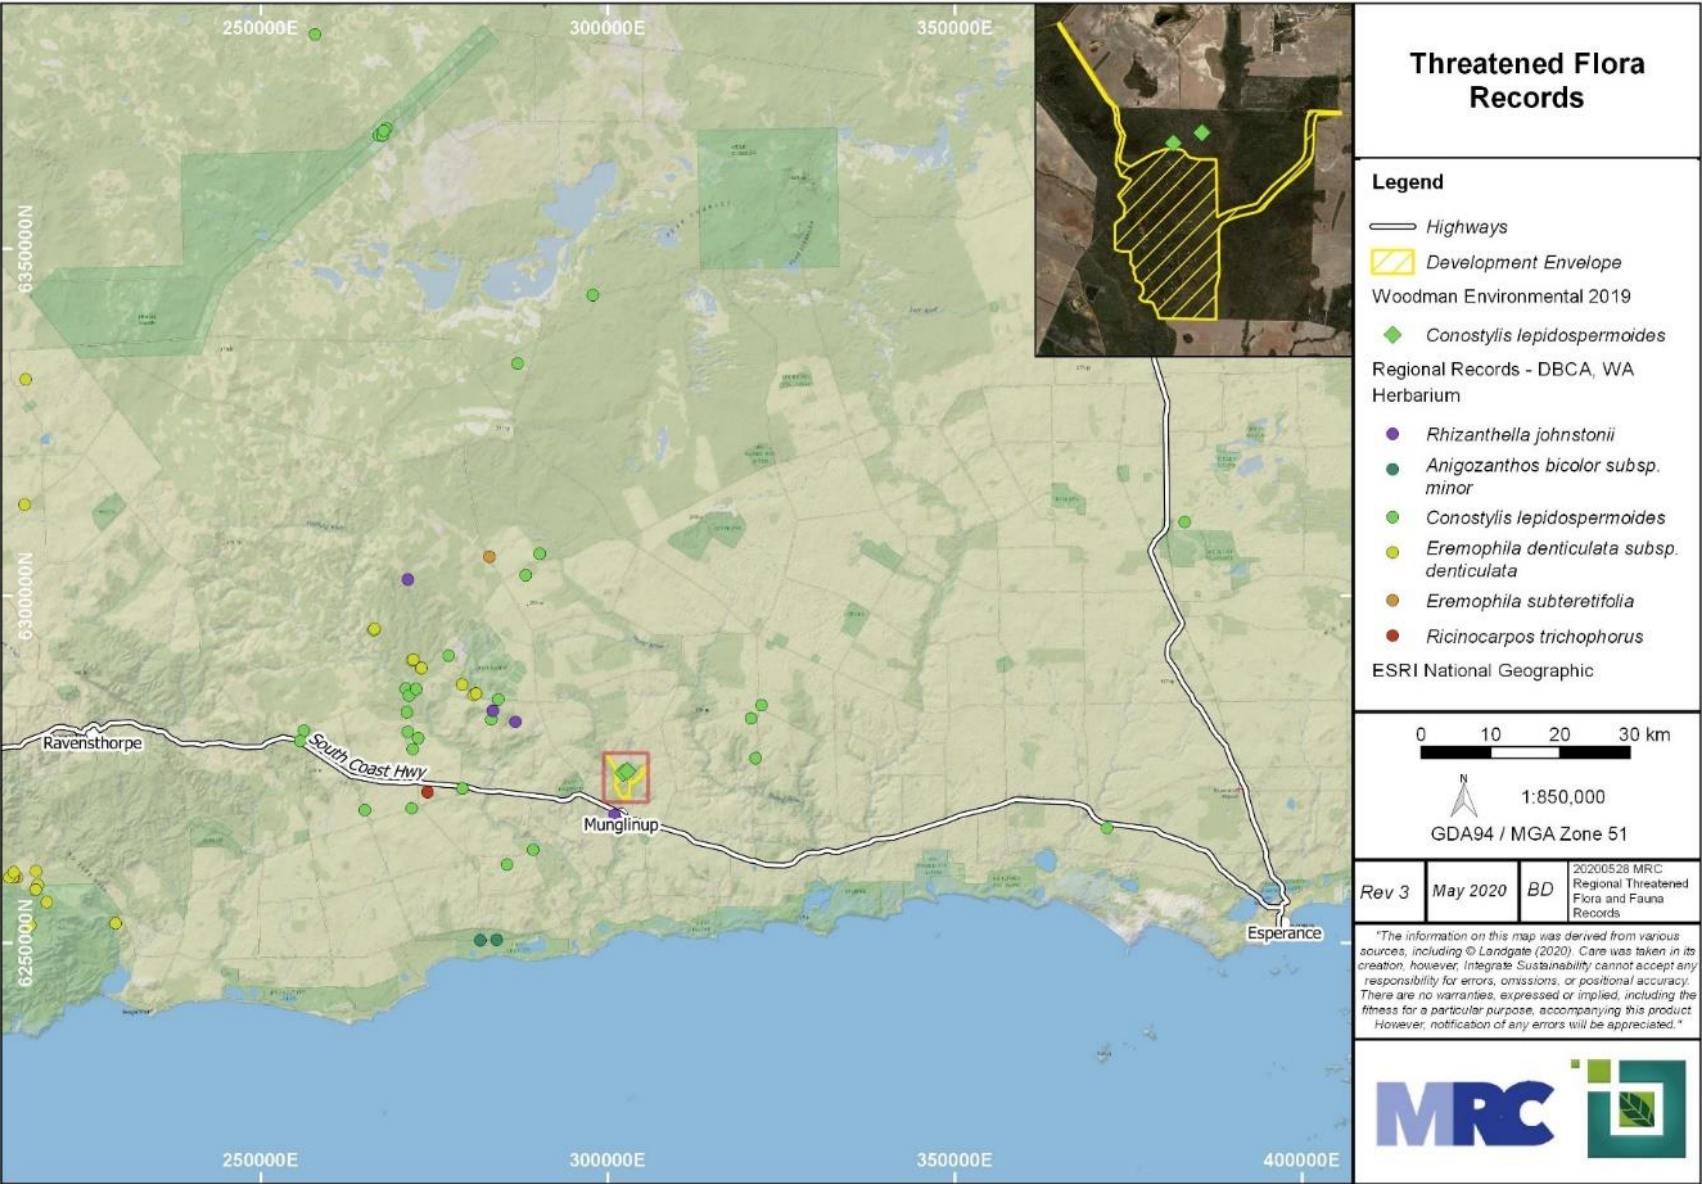 250000E
300000E
350000E
6350000N
6300000N
6250000N
Ravensthorpe
South Coast Hwy
Munglinup
Esperance
250000E
300000E
350000E
400000E
Threatened Flora
Records
Legend
Highways
Development Envelope
Woodman Environmental 2019
Conostylis lepidospermoides
Regional Records - DBCA, WA
Herbarium
Rhizanthella johnstonii
Anigozanthos bicolor subsp.
minor
Conostylis lepidospermoides
Eremophila denticulata subsp.
denticulata
Eremophila subteretifolia
Ricinocarpos trichophorus
ESRI National Geographic
0 10 20 30 km
N
1:850,000
GDA94 / MGA Zone 51
Rev 3
May 2020
BD
20200528 MRC
Regional Threatened
Flora and Fauna
Records
"The information on this map was derived from various
sources, including © Landgate (2020). Care was taken in its
creation, however, Integrate Sustainability cannot accept any
responsibility for errors, omissions, or positional accuracy.
There are no warranties, expressed or implied, including the
fitness for a particular purpose, accompanying this product.
However, notification of any errors will be appreciated."
MRC